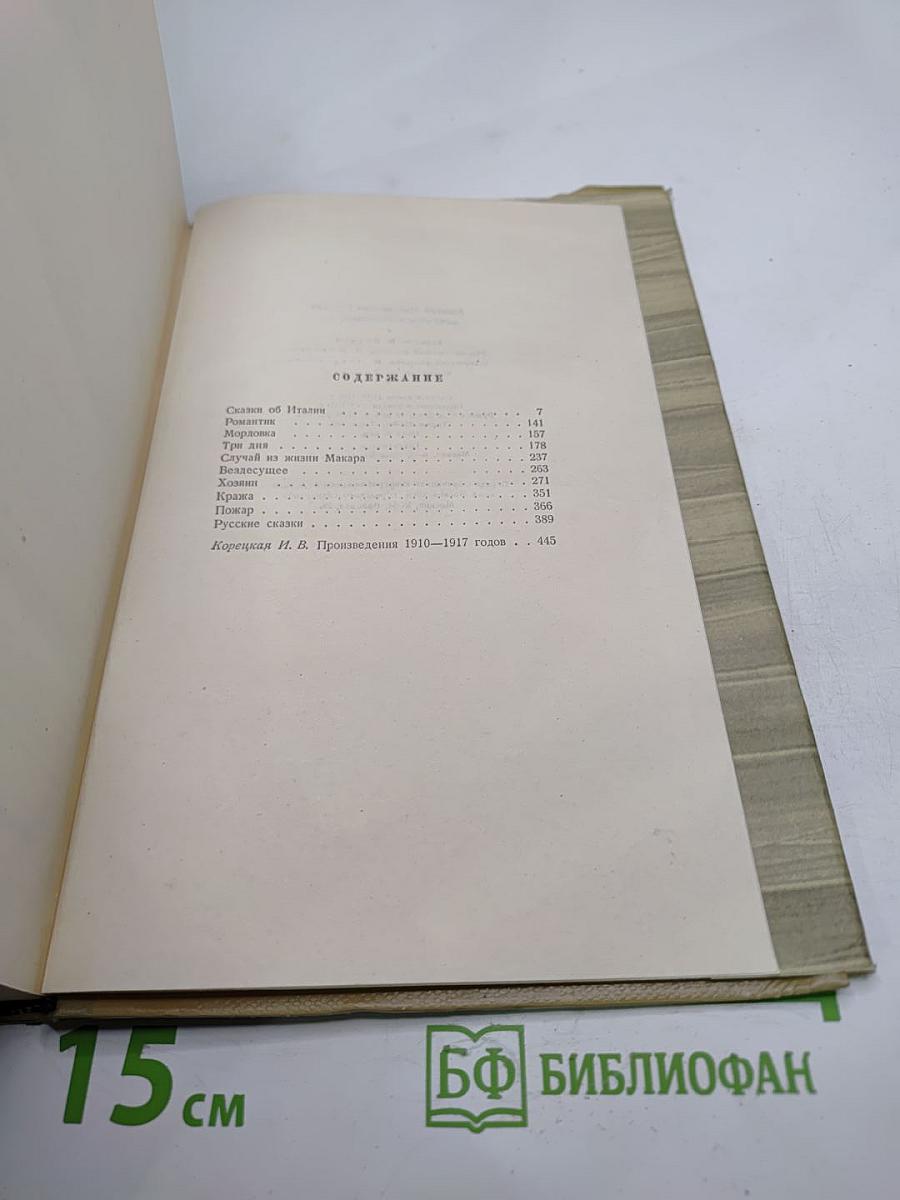 СОДЕРЖАНИЕ
Сказки об Италии . . . . . . . . . . . . . . . . 7
Романтик . . . . . . . . . . . . . . . . . . . 141
Мордовка . . . . . . . . . . . . . . . . . . . 157
Три дня . . . . . . . . . . . . . . . . . . . 178
Случай из жизни Макара . . . . . . . . . . . . 237
Вездесущее . . . . . . . . . . . . . . . . . . 263
Хозяин . . . . . . . . . . . . . . . . . . . . 271
Кража . . . . . . . . . . . . . . . . . . . . 351
Пожар . . . . . . . . . . . . . . . . . . . . 366
Русские сказки . . . . . . . . . . . . . . . . 389
Корецкая И. В. Произведения 1910—1917 годов . . 445
15 см
БФ БИБЛИОФАН